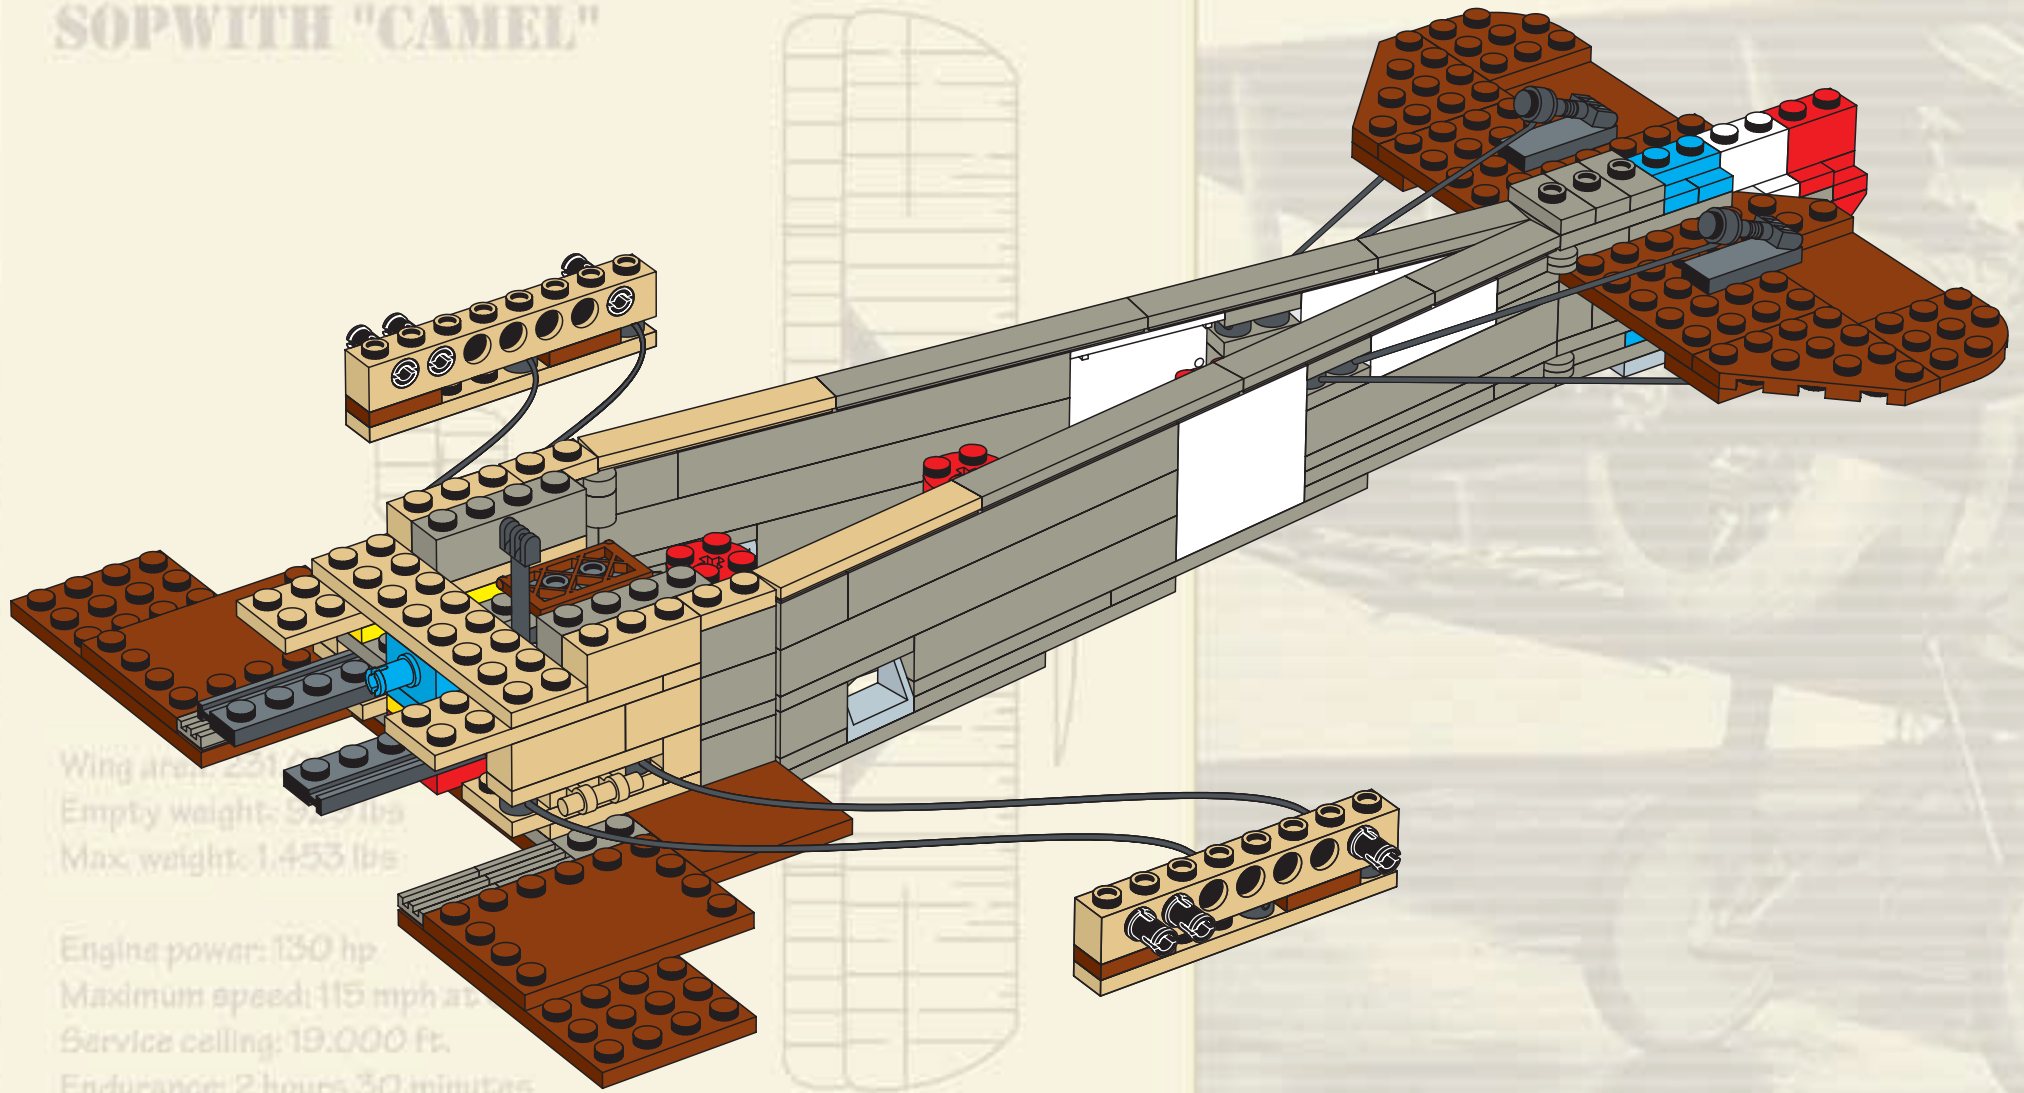 SOPWITH "CAMEL"
Wing area: 231
Empty weight: lbs
Max. weight: 1.453 lbs
Engine power: 130 hp
Maximum speed: 115 mph at
Service ceiling: 19.000 ft.
Endurance: 2 hours 30 minutes